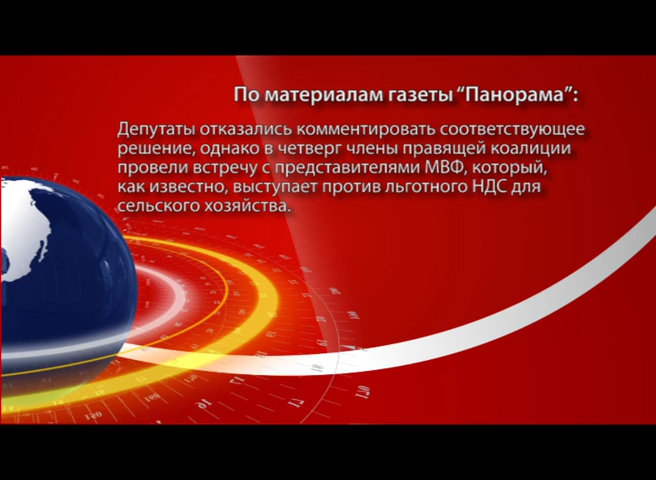 По материалам газеты “Панорама”:
Депутаты отказались комментировать соответствующее
решение, однако в четверг члены правящей коалиции
провели встречу с представителями МВФ, который,
как известно, выступает против льготного НДС для
сельского хозяйства.